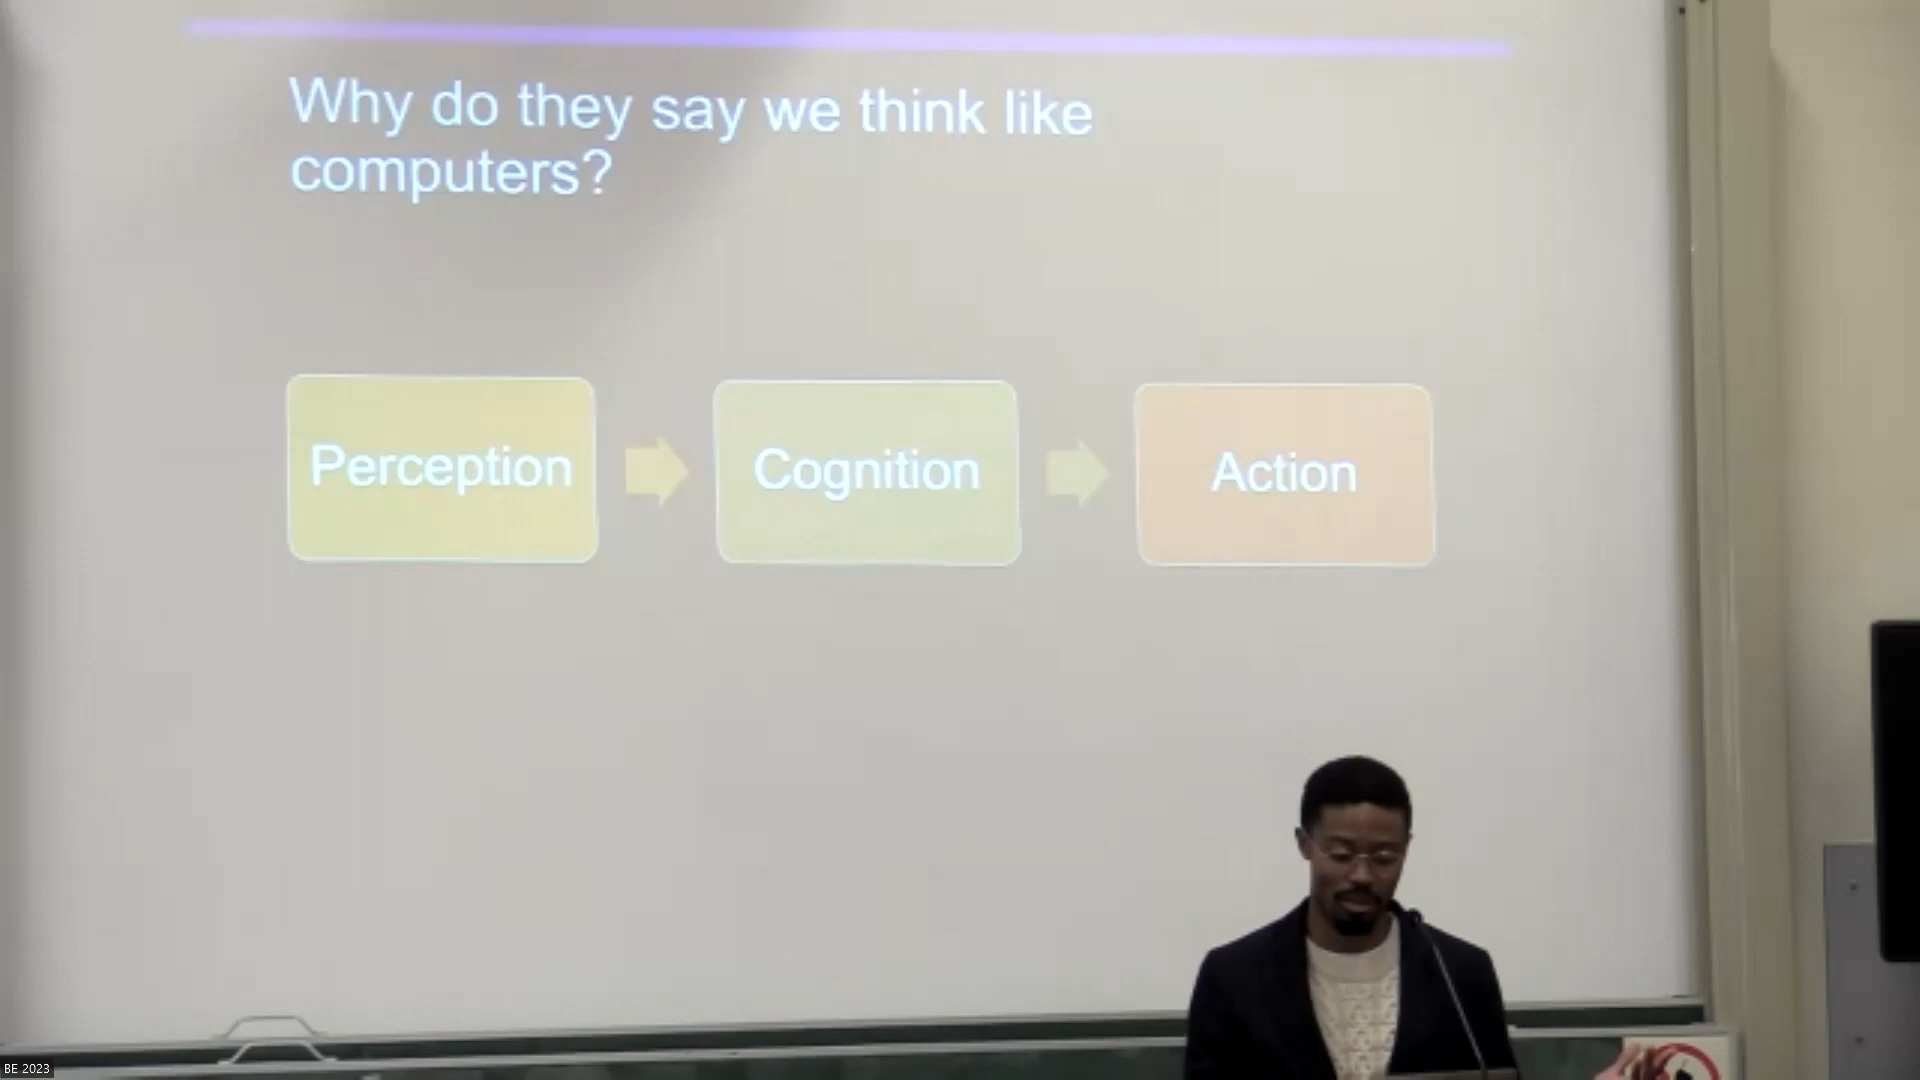 Why do they say we think like
computers?
Perception
Cognition
Action
BE 2023